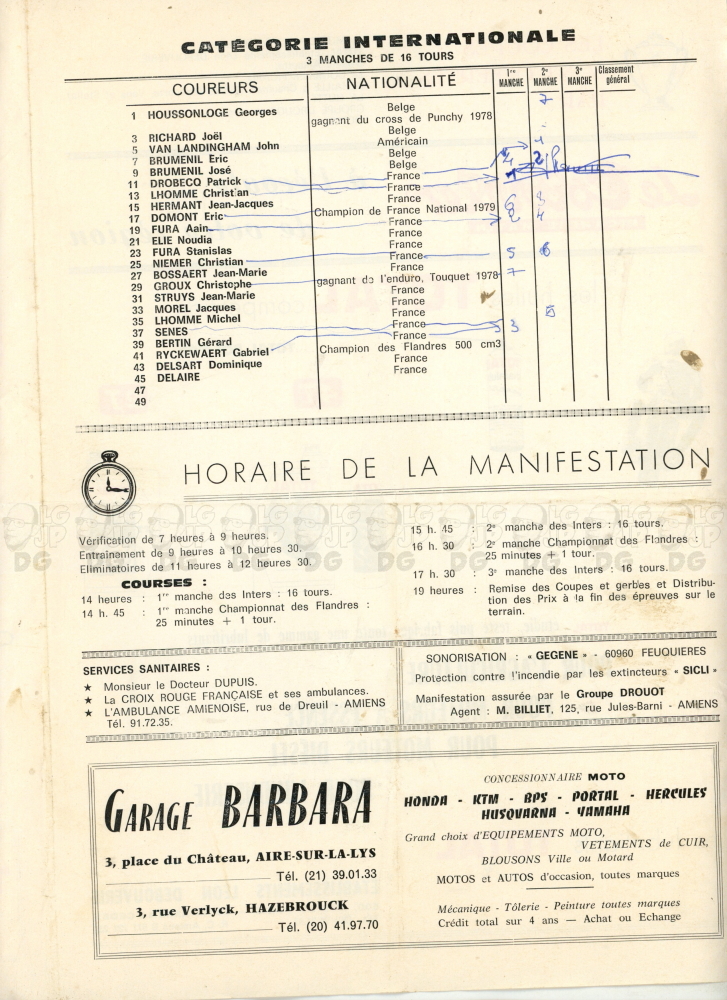 CATÉGORIE INTERNATIONALE
3 MANCHES DE 16 TOURS
COUREURS NATIONALITÉ 1re MANCHE 2e MANCHE 3e MANCHE Classement général
1 HOUSSONLOGE Georges Belge 7
gagnant du cross de Punchy 1978
3 RICHARD Joël Belge
5 VAN LANDINGHAM John Américain
7 BRUMENIL Eric Belge 4 2
9 BRUMENIL José Belge
11 DROBECQ Patrick France
13 LHOMME Christian France
15 HERMANT Jean-Jacques France 6 3
17 DOMONT Eric Champion de France National 1979
19 FURA Aain France 2 4
21 ELIE Noudia France
23 FURA Stanislas France
25 NIEMER Christian France 5 6
27 BOSSAERT Jean-Marie France 7
29 GROUX Christophe gagnant de l'enduro, Touquet 1978
31 STRUYS Jean-Marie France
33 MOREL Jacques France
35 LHOMME Michel France 5
37 SENES France 3
39 BERTIN Gérard France
41 RYCKEWAERT Gabriel Champion des Flandres 500 cm3
43 DELSART Dominique France
45 DELAIRE France
47
49
HORAIRE DE LA MANIFESTATION
Vérification de 7 heures à 9 heures.
Entrainement de 9 heures à 10 heures 30.
Eliminatoires de 11 heures à 12 heures 30.
COURSES :
14 heures : 1re manche des Inters : 16 tours.
14 h. 45 : 1re manche Championnat des Flandres :
25 minutes + 1 tour.
15 h. 45 : 2e manche des Inters : 16 tours.
16 h. 30 : 2e manche Championnat des Flandres :
25 minutes + 1 tour.
17 h. 30 : 3e manche des Inters : 16 tours.
19 heures : Remise des Coupes et gerbes et Distribu-
tion des Prix à la fin des épreuves sur le
terrain.
SERVICES SANITAIRES :
★ Monsieur le Docteur DUPUIS.
★ La CROIX ROUGE FRANÇAISE et ses ambulances.
★ L'AMBULANCE AMIENOISE, rue de Dreuil - AMIENS
Tél. 91.72.35.
SONORISATION : « GEGENE » - 60960 FEUOUIERES
Protection contre l'incendie par les extincteurs « SICLI »
Manifestation assurée par le Groupe DROUOT
Agent : M. BILLIET, 125, rue Jules-Barni - AMIENS
GARAGE BARBARA
3, place du Château, AIRE-SUR-LA-LYS
Tél. (21) 39.01.33
3, rue Verlyck, HAZEBROUCK
Tél. (20) 41.97.70
CONCESSIONNAIRE MOTO
HONDA - KTM - BPS - PORTAL - HERCULES
HUSQVARNA - YAMAHA
Grand choix d'EQUIPEMENTS MOTO,
VETEMENTS de CUIR,
BLOUSONS Ville ou Motard
MOTOS et AUTOS d'occasion, toutes marques
Mécanique - Tôlerie - Peinture toutes marques
Crédit total sur 4 ans — Achat ou Echange